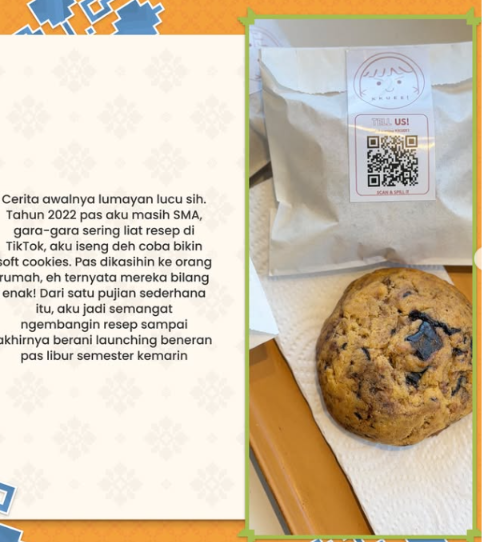 Cerita awalnya lumayan lucu sih.
Tahun 2022 pas aku masih SMA,
gara-gara sering liat resep di
TikTok, aku iseng deh coba bikin
soft cookies. Pas dikasihin ke orang
rumah, eh ternyata mereka bilang
enak! Dari satu pujian sederhana
itu, aku jadi semangat
ngembangin resep sampai
akhirnya berani launching beneran
pas libur semester kemarin
TELL US!
SCAN & SPILL IT